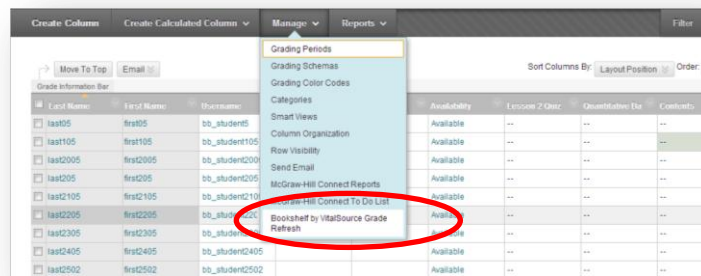 Create Column Create Calculated Column Manage Reports Filter
Move To Top Email Sort Columns By: Layout Position Order:
Grade Information Bar
Last Name First Name Username Availability Lesson 2 Quiz Quantitative Da Contents
Grading Periods
Grading Schemas
Grading Color Codes
Categories
Smart Views
Column Organization
Row Visibility
Send Email
McGraw-Hill Connect Reports
McGraw-Hill Connect To Do List
Bookshelf by VitalSource Grade
Refresh
last05 first05 bb_student5 Available -- -- --
last105 first105 bb_student105 Available -- -- --
last2005 first2005 bb_student200 Available -- -- --
last205 first205 bb_student205 Available -- -- --
last2105 first2105 bb_student210 Available -- -- --
last2205 first2205 bb_student220 Available -- -- --
last2305 first2305 Available -- -- --
last2405 first2405 bb_student2405 Available -- -- --
last2502 first2502 bb_student2502 Available -- -- --